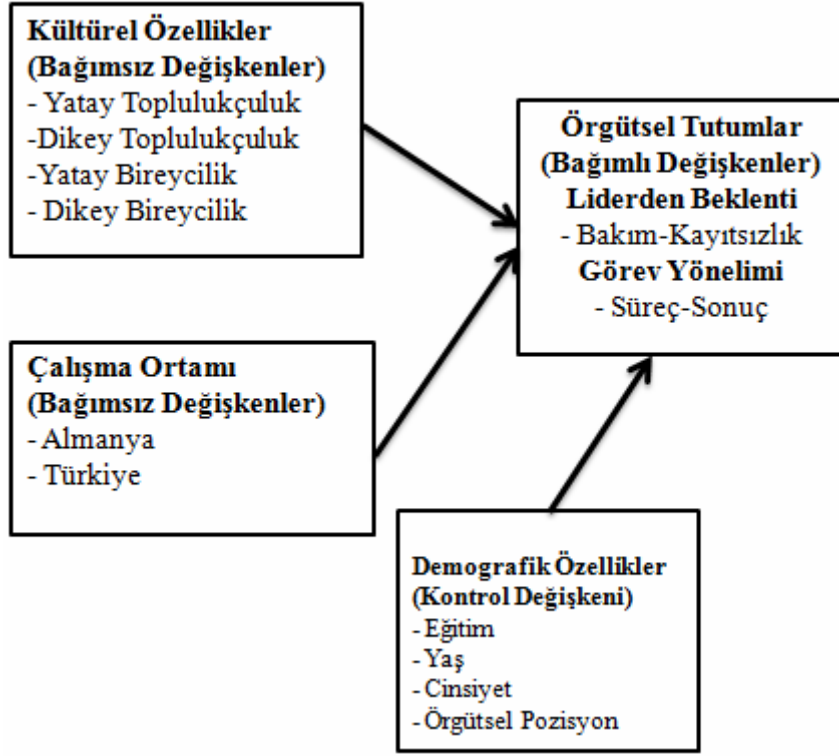 Kültürel Özellikler
(Bağımsız Değişkenler)
- Yatay Toplulukçuluk
-Dikey Toplulukçuluk
-Yatay Bireycilik
- Dikey Bireycilik
Örgütsel Tutumlar
(Bağımlı Değişkenler)
Liderden Beklenti
- Bakım-Kayıtsızlık
Görev Yönelimi
- Süreç-Sonuç
Çalışma Ortamı
(Bağımsız Değişkenler)
- Almanya
- Türkiye
Demografik Özellikler
(Kontrol Değişkeni)
- Eğitim
- Yaş
- Cinsiyet
- Örgütsel Pozisyon